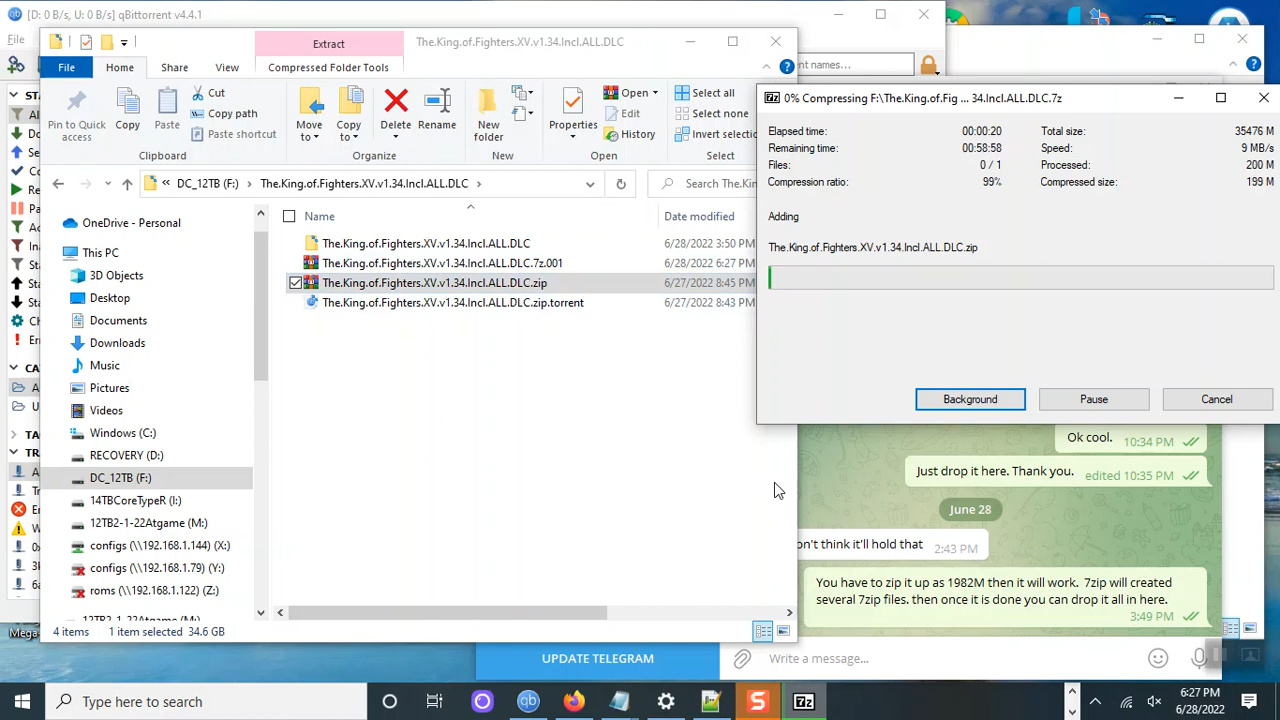 [D: 0 B/s, U: 0 B/s] qBittorrent v4.4.1
File
Extract
The.King.of.Fighters.XV.v1.34.Incl.ALL.DLC
File
Home
Share
View
Compressed Folder Tools
ent names...
Pin to Quick access
Copy
Paste
Cut
Copy path
Paste shortcut
Clipboard
Move to
Copy to
Delete
Rename
Organize
New folder
New
Properties
Open
Edit
History
Open
Select all
Select none
Invert selectio
Select
« DC_12TB (F:) › The.King.of.Fighters.XV.v1.34.Incl.ALL.DLC ›
Search The.Kin
Name
Date modified
The.King.of.Fighters.XV.v1.34.Incl.ALL.DLC
6/28/2022 3:50 PM
The.King.of.Fighters.XV.v1.34.Incl.ALL.DLC.7z.001
6/28/2022 6:27 PM
The.King.of.Fighters.XV.v1.34.Incl.ALL.DLC.zip
6/27/2022 8:45 PM
The.King.of.Fighters.XV.v1.34.Incl.ALL.DLC.zip.torrent
6/27/2022 8:43 PM
OneDrive - Personal
This PC
3D Objects
Desktop
Documents
Downloads
Music
Pictures
Videos
Windows (C:)
RECOVERY (D:)
DC_12TB (F:)
14TBCoreTypeR (I:)
12TB2-1-22Atgame (M:)
configs (\\192.168.1.144) (X:)
configs (\\192.168.1.79) (Y:)
roms (\\192.168.1.122) (Z:)
12TB2-1-22Atgame (M:)
4 items
1 item selected 34.6 GB
0% Compressing F:\The.King.of.Fig ... 34.Incl.ALL.DLC.7z
Elapsed time: 00:00:20
Total size: 35476 M
Remaining time: 00:58:58
Speed: 9 MB/s
Files: 0 / 1
Processed: 200 M
Compression ratio: 99%
Compressed size: 199 M
Adding
The.King.of.Fighters.XV.v1.34.Incl.ALL.DLC.zip
Background
Pause
Cancel
Ok cool. 10:34 PM
Just drop it here. Thank you. edited 10:35 PM
June 28
on't think it'll hold that 2:43 PM
You have to zip it up as 1982M then it will work. 7zip will created
several 7zip files. then once it is done you can drop it all in here.
3:49 PM
UPDATE TELEGRAM
Write a message...
Type here to search
6:27 PM
6/28/2022